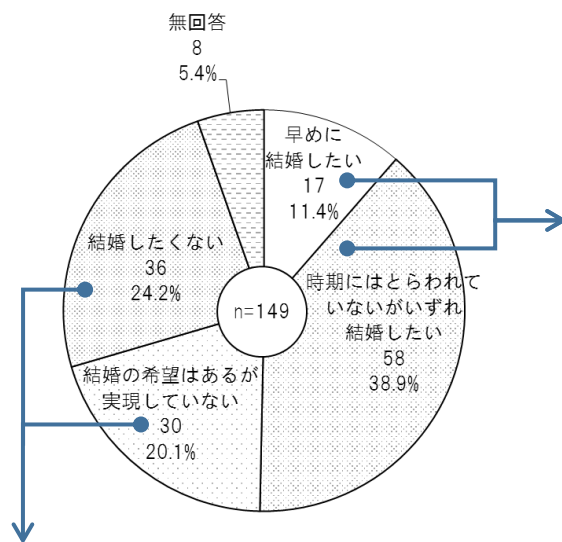 無回答
8
5.4%
早めに
結婚したい
17
11.4%
時期にはとらわれて
いないがいずれ
結婚したい
58
38.9%
結婚の希望はあるが
実現していない
30
20.1%
結婚したくない
36
24.2%
n=149